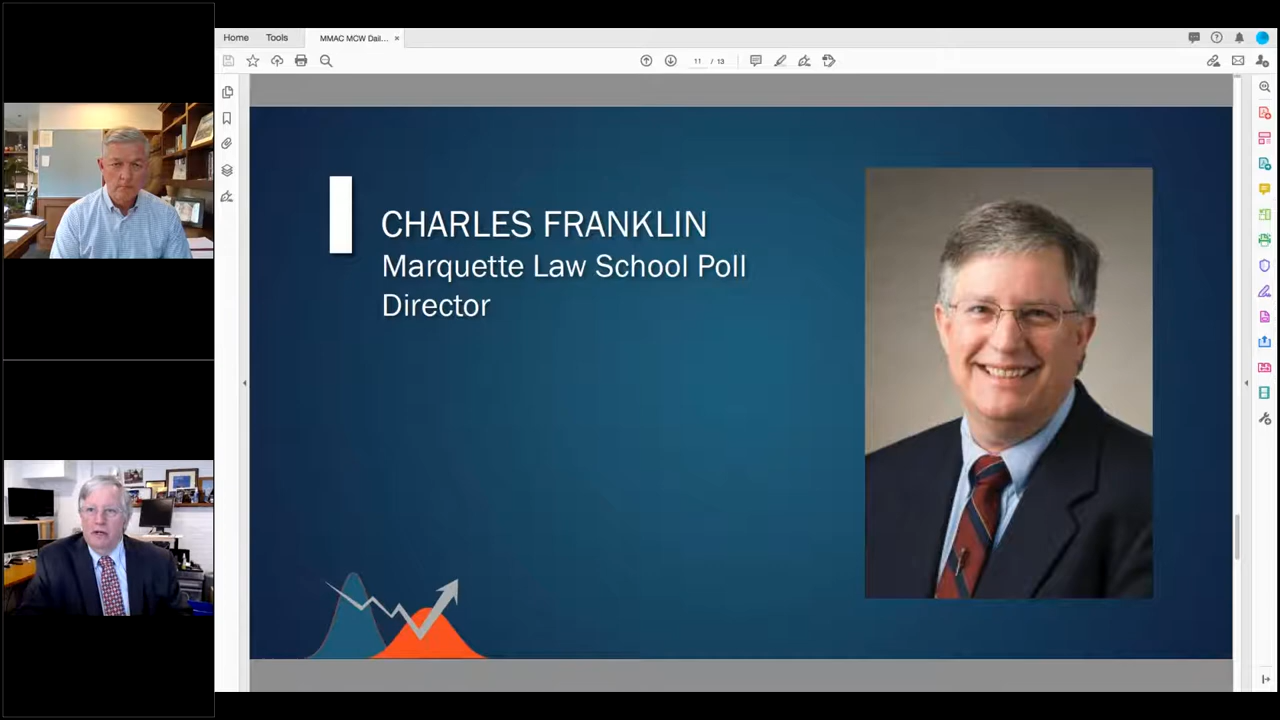 Home
Tools
MMAC MCW Dail...
11 / 13
CHARLES FRANKLIN
Marquette Law School Poll
Director